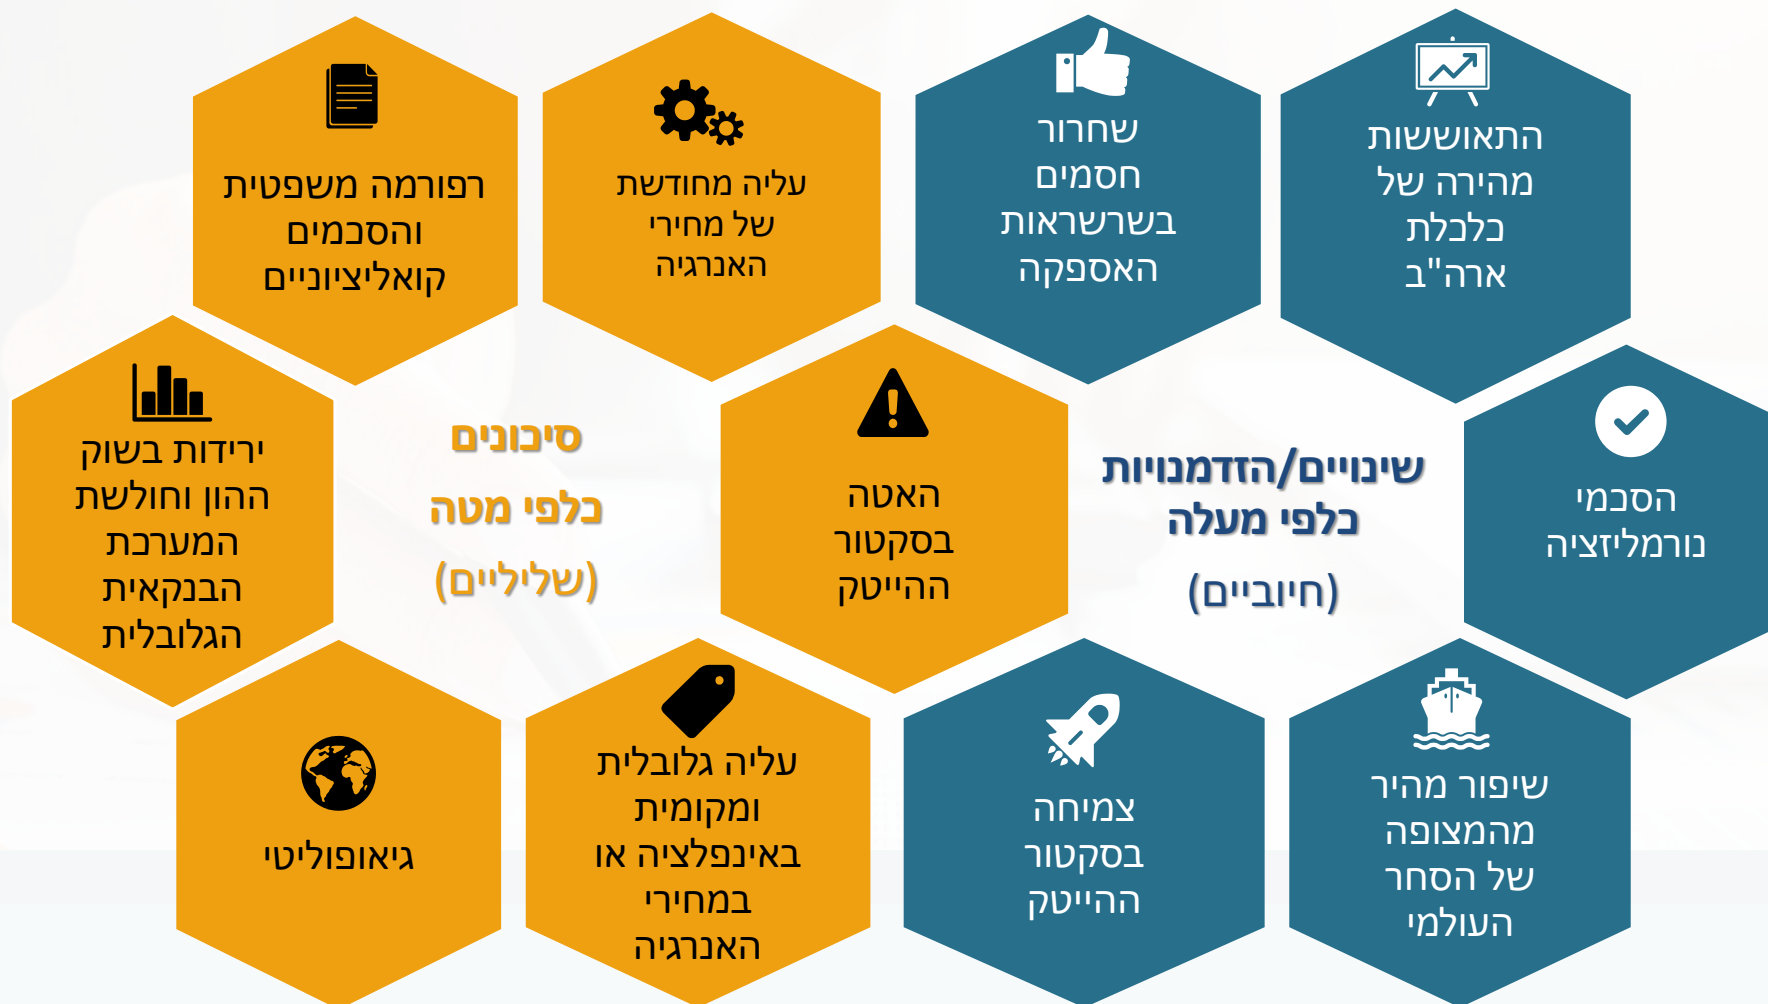 התאוששות
מהירה של
כלכלת
ארה"ב
שחרור
חסמים
בשרשראות
האספקה
הסכמי
נורמליזציה
שינויים/הזדמנויות
כלפי מעלה
(חיוביים)
שיפור מהיר
מהמצופה
של הסחר
העולמי
צמיחה
בסקטור
ההייטק
עליה מחודשת
של מחירי
האנרגיה
רפורמה משפטית
והסכמים
קואליציוניים
האטה
בסקטור
ההייטק
סיכונים
כלפי מטה
(שליליים)
ירידות בשוק
ההון וחולשת
המערכת
הבנקאית
הגלובלית
עליה גלובלית
ומקומית
באינפלציה או
במחירי
האנרגיה
גיאופוליטי